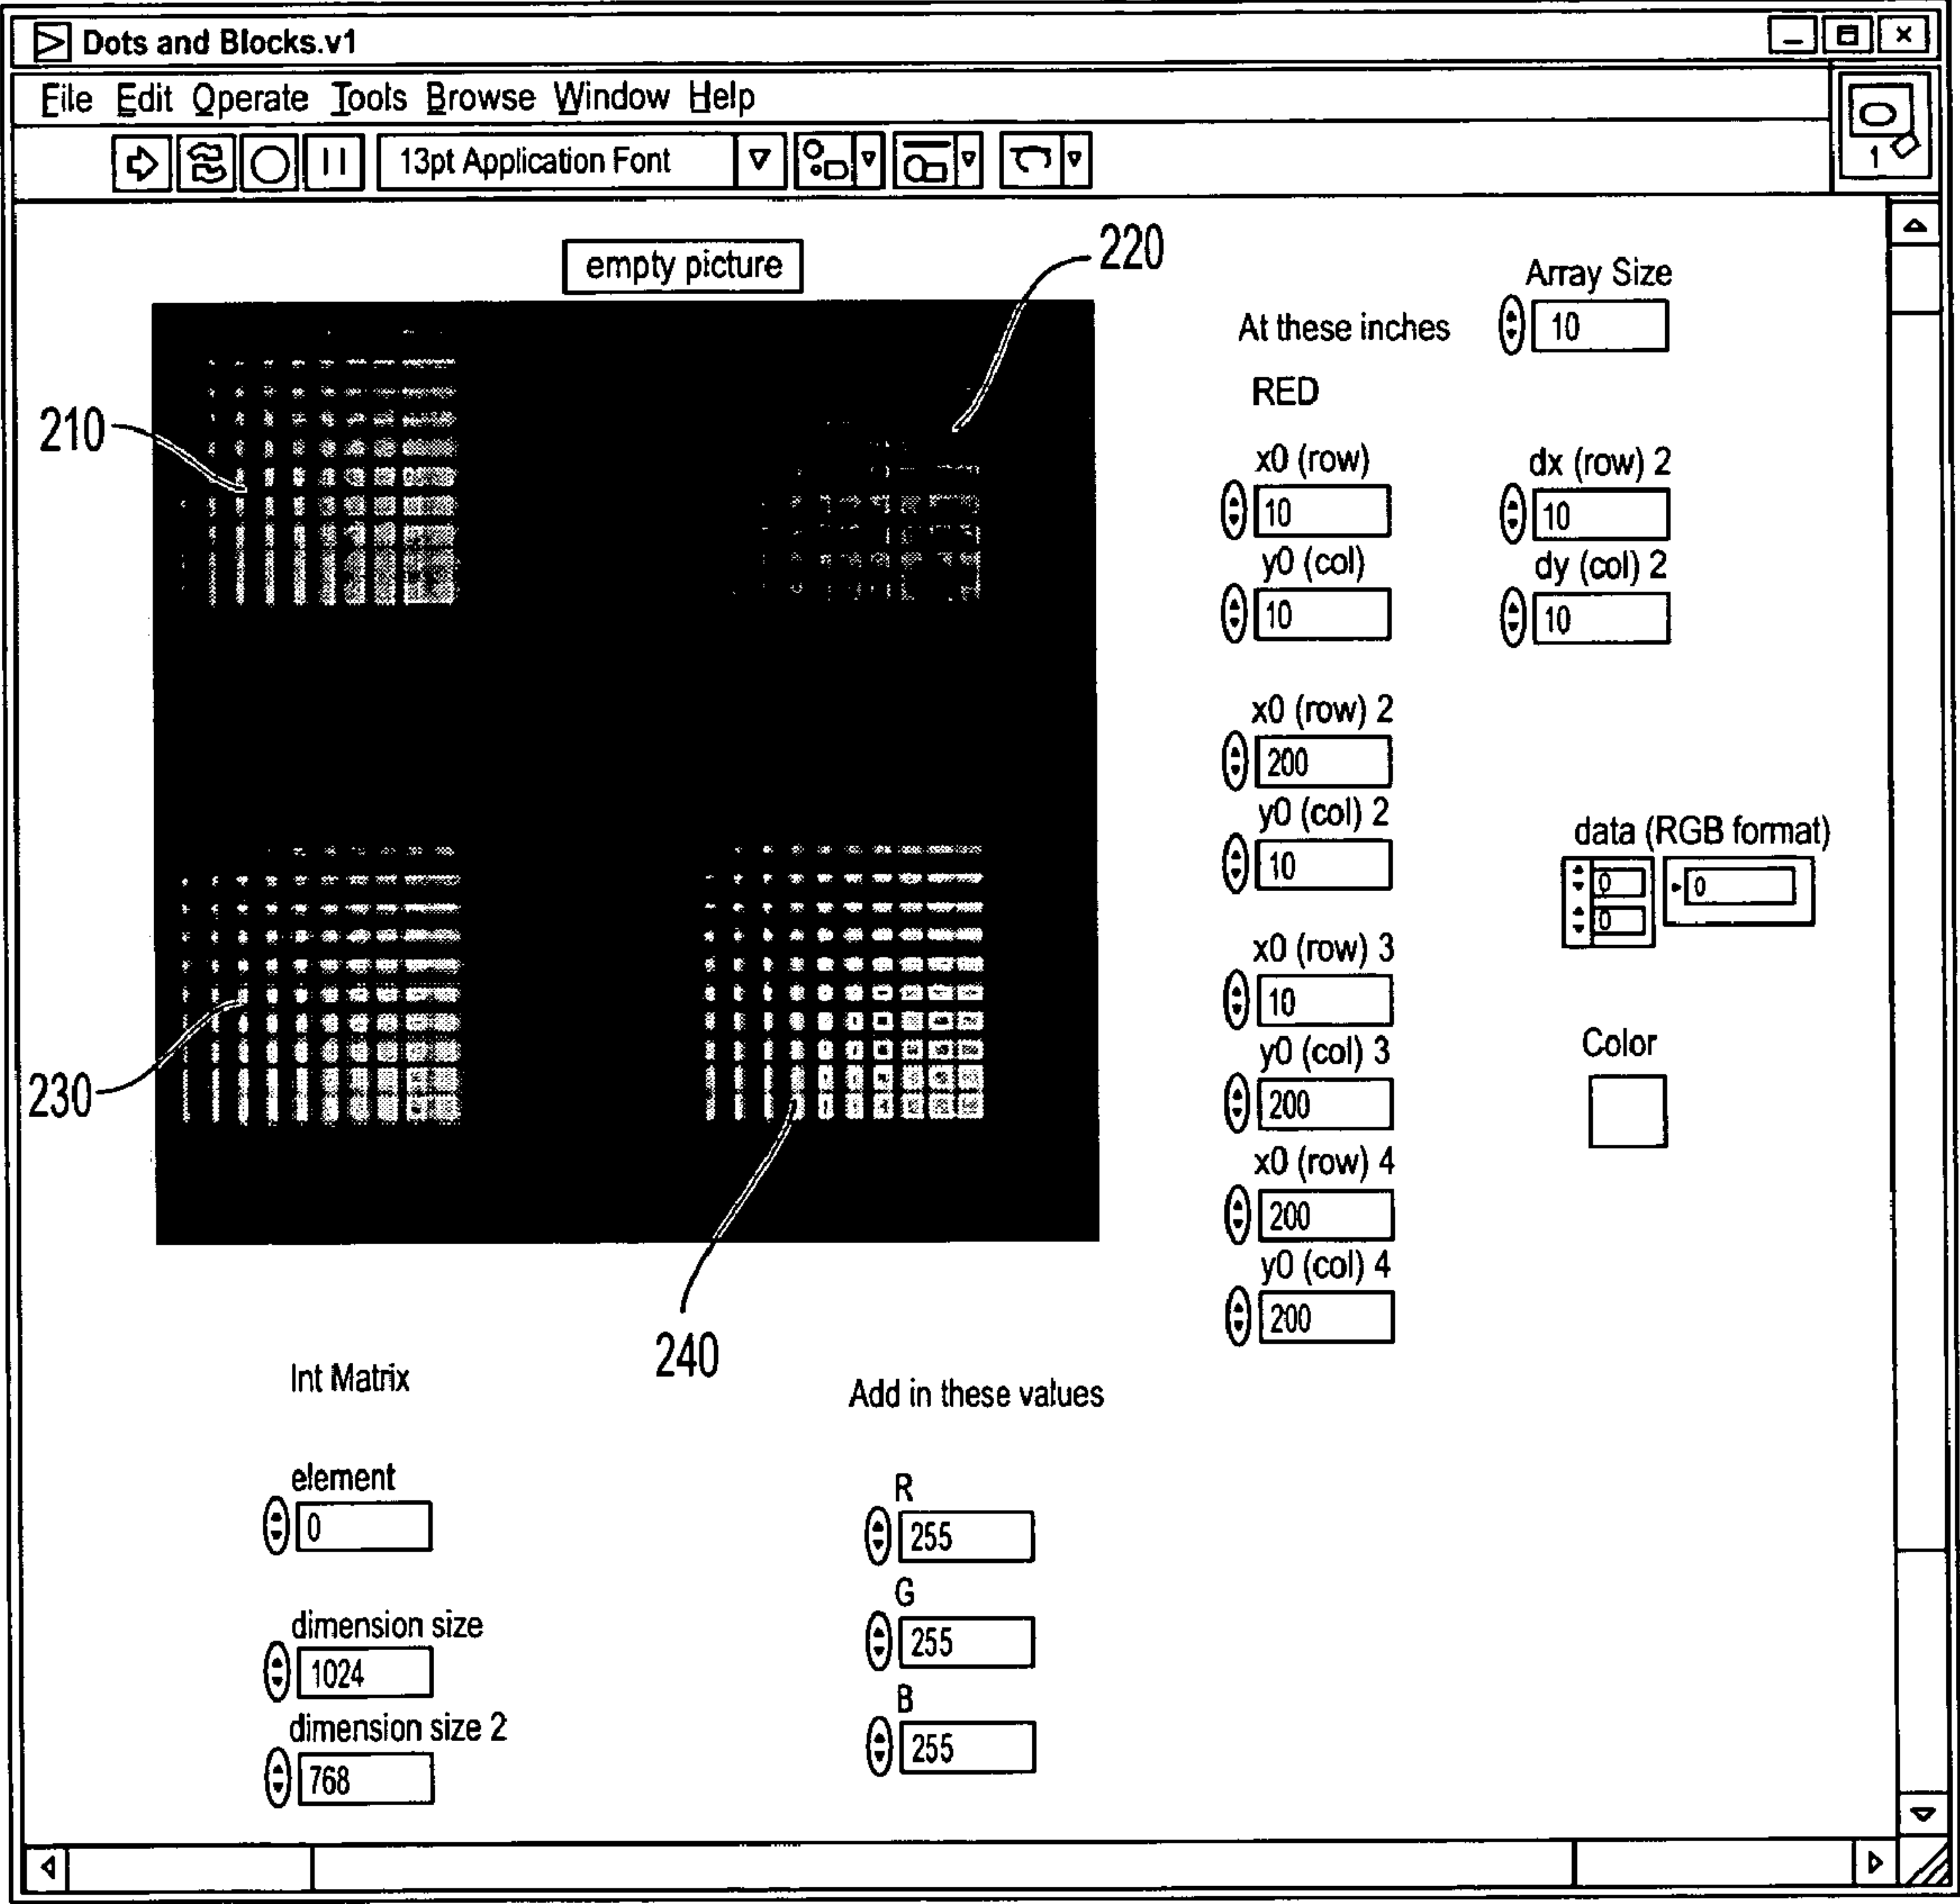 Dots and Blocks.v1
File Edit Operate Tools Browse Window Help
13pt Application Font
1
empty picture
220
Array Size
At these inches
10
RED
210
x0 (row)
dx (row) 2
10
10
y0 (col)
dy (col) 2
10
10
x0 (row) 2
200
y0 (col) 2
data (RGB format)
10
0
0
0
x0 (row) 3
10
230
y0 (col) 3
Color
200
x0 (row) 4
200
y0 (col) 4
200
240
Int Matrix
Add in these values
element
R
0
255
G
dimension size
255
1024
B
dimension size 2
255
768